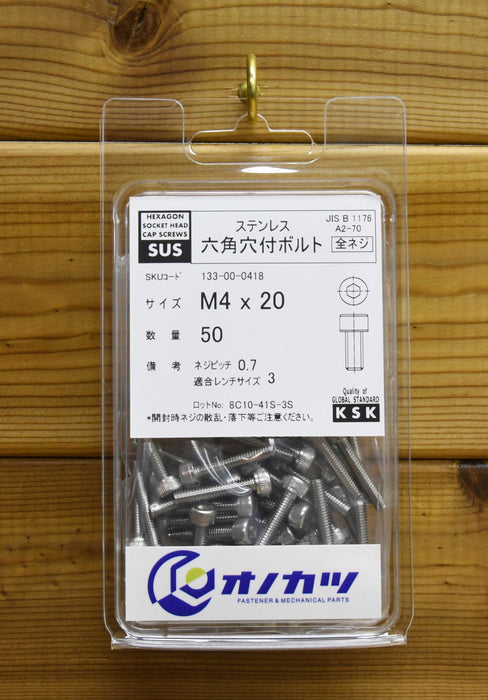 HEXAGON
SOCKET HEAD
CAP SCREWS
SUS
ステンレス
六角穴付ボルト
JIS B 1176
A2-70
全ネジ
SKUコード 133-00-0418
サイズ M4 x 20
数量 50
備考 ネジピッチ 0.7
適合レンチサイズ 3
ロットNo: 8C10-41S-3S
*開封時ネジの散乱・落下等ご注意ください。
Quality of
GLOBAL STANDARD
KSK
オノカツ
FASTENER & MECHANICAL PARTS